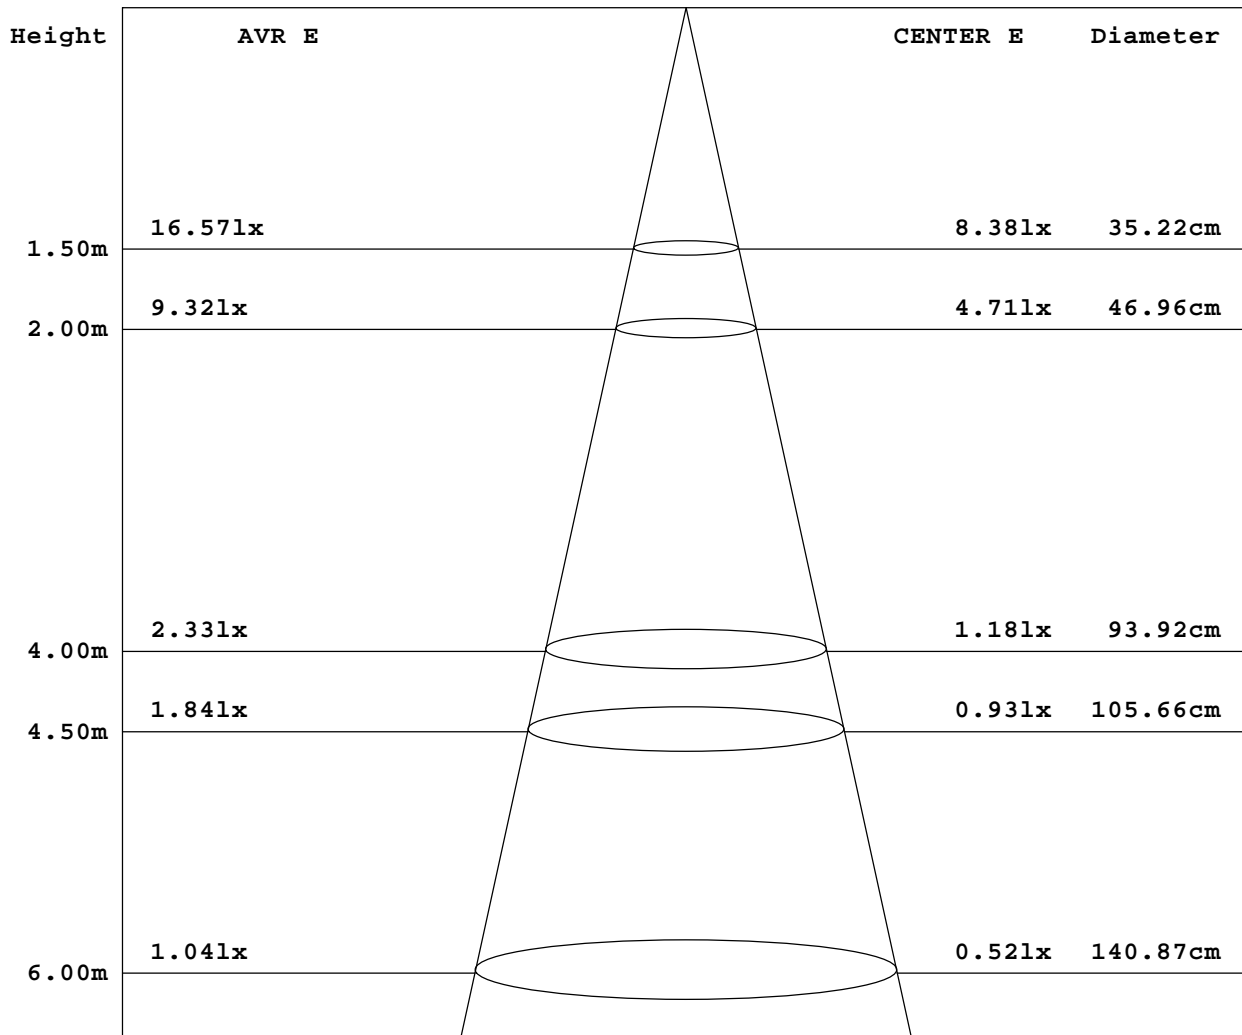 Height AVR E CENTER E Diameter
16.57lx 8.38lx 35.22cm
1.50m
9.32lx 4.71lx 46.96cm
2.00m
2.33lx 1.18lx 93.92cm
4.00m
1.84lx 0.93lx 105.66cm
4.50m
1.04lx 0.52lx 140.87cm
6.00m